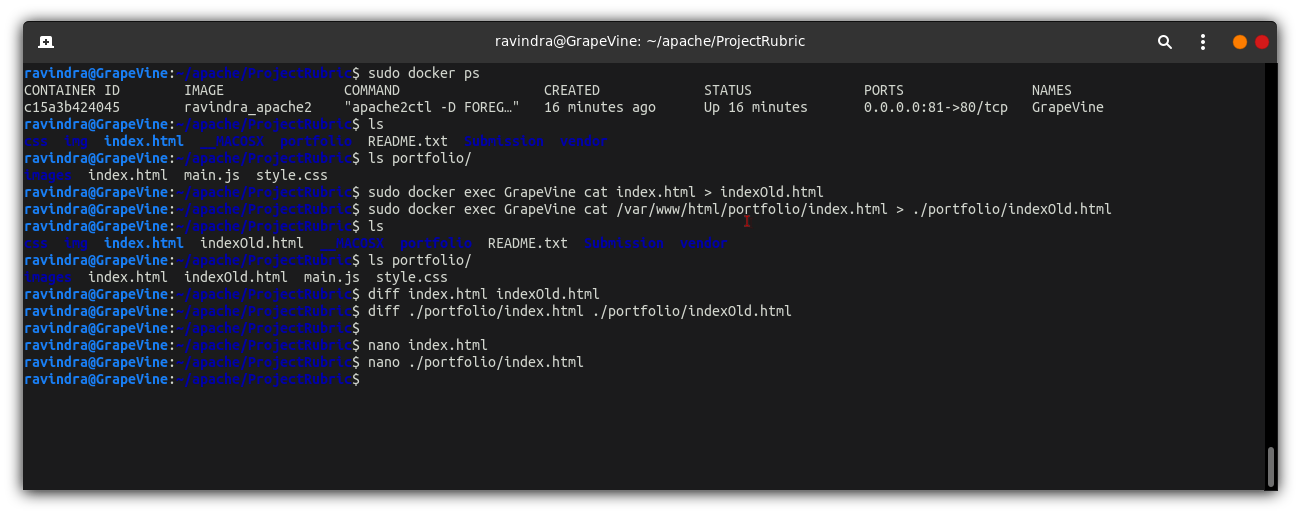 ravindra@GrapeVine: ~/apache/ProjectRubric
ravindra@GrapeVine:~/apache/ProjectRubric$ sudo docker ps
CONTAINER ID        IMAGE               COMMAND                  CREATED             STATUS              PORTS                NAMES
c15a3b424045        ravindra_apache2    "apache2ctl -D FOREG…"   16 minutes ago      Up 16 minutes       0.0.0.0:81->80/tcp   GrapeVine
ravindra@GrapeVine:~/apache/ProjectRubric$ ls
css  img  index.html  __MACOSX  portfolio  README.txt  Submission  vendor
ravindra@GrapeVine:~/apache/ProjectRubric$ ls portfolio/
images  index.html  main.js  style.css
ravindra@GrapeVine:~/apache/ProjectRubric$ sudo docker exec GrapeVine cat index.html > indexOld.html
ravindra@GrapeVine:~/apache/ProjectRubric$ sudo docker exec GrapeVine cat /var/www/html/portfolio/index.html > ./portfolio/indexOld.html
ravindra@GrapeVine:~/apache/ProjectRubric$ ls
css  img  index.html  indexOld.html  __MACOSX  portfolio  README.txt  Submission  vendor
ravindra@GrapeVine:~/apache/ProjectRubric$ ls portfolio/
images  index.html  indexOld.html  main.js  style.css
ravindra@GrapeVine:~/apache/ProjectRubric$ diff index.html indexOld.html
ravindra@GrapeVine:~/apache/ProjectRubric$ diff ./portfolio/index.html ./portfolio/indexOld.html
ravindra@GrapeVine:~/apache/ProjectRubric$
ravindra@GrapeVine:~/apache/ProjectRubric$ nano index.html
ravindra@GrapeVine:~/apache/ProjectRubric$ nano ./portfolio/index.html
ravindra@GrapeVine:~/apache/ProjectRubric$